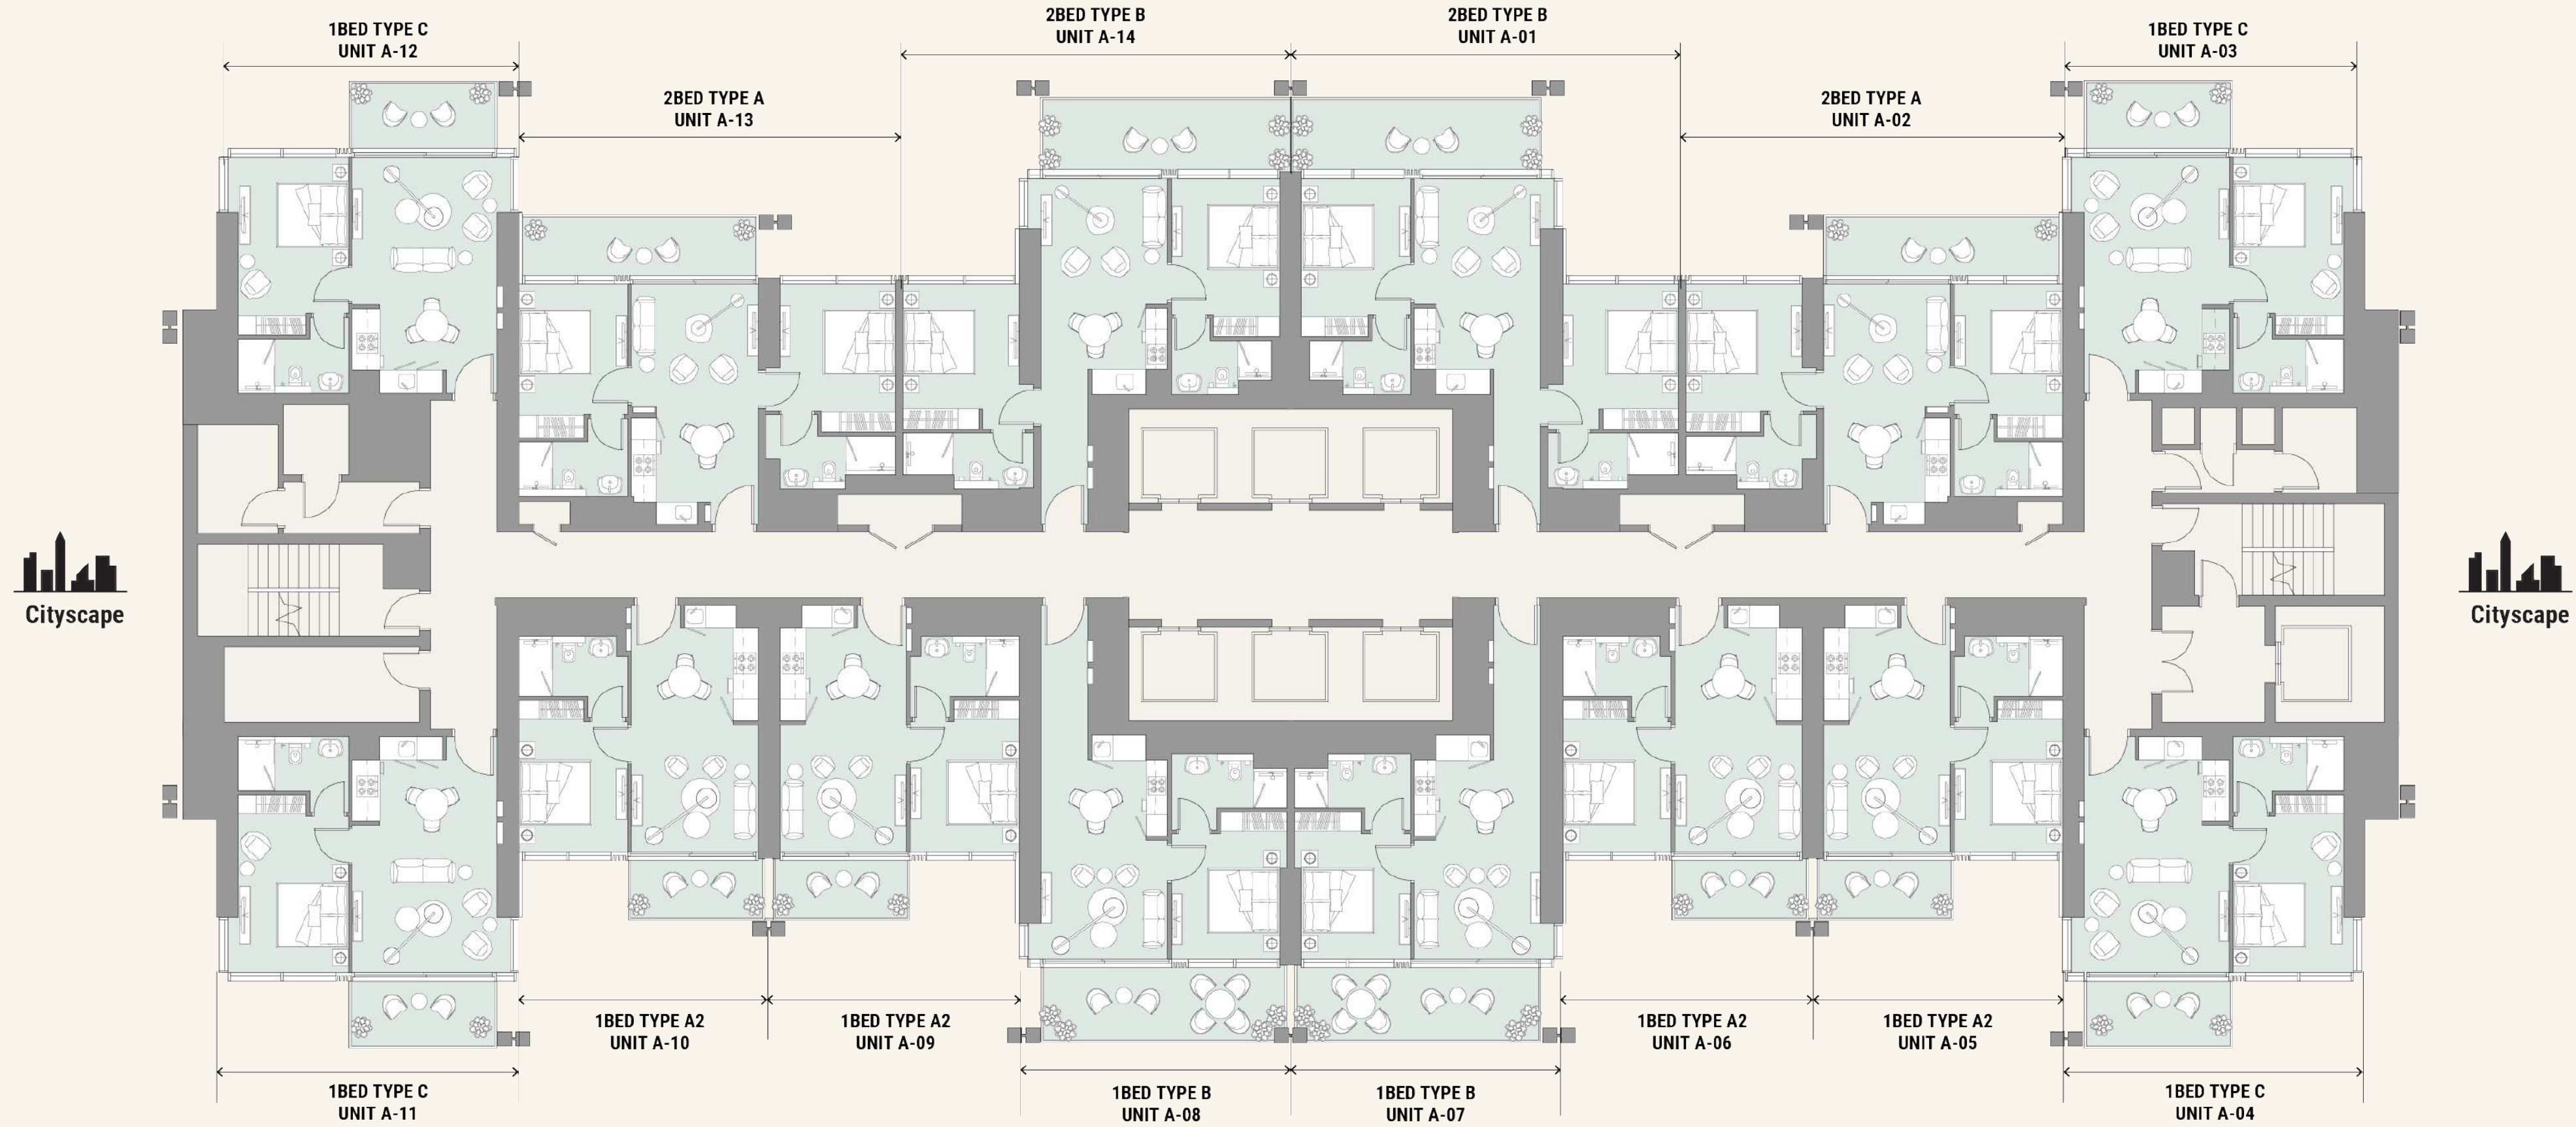 1BED TYPE C
UNIT A-12
2BED TYPE A
UNIT A-13
2BED TYPE B
UNIT A-14
2BED TYPE B
UNIT A-01
2BED TYPE A
UNIT A-02
1BED TYPE C
UNIT A-03
Cityscape
Cityscape
1BED TYPE C
UNIT A-11
1BED TYPE A2
UNIT A-10
1BED TYPE A2
UNIT A-09
1BED TYPE B
UNIT A-08
1BED TYPE B
UNIT A-07
1BED TYPE A2
UNIT A-06
1BED TYPE A2
UNIT A-05
1BED TYPE C
UNIT A-04